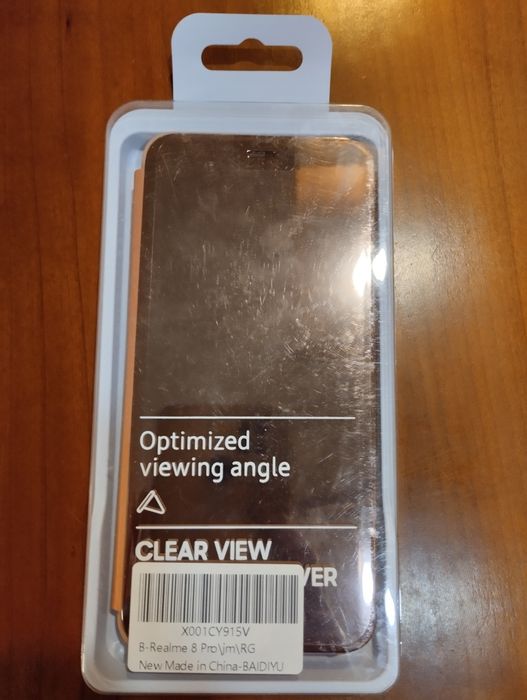 Optimized
viewing angle
CLEAR VIEW
VER
X001CY915V
B-Realme 8 Pro\jm\RG
New Made in China-BAIDIYU